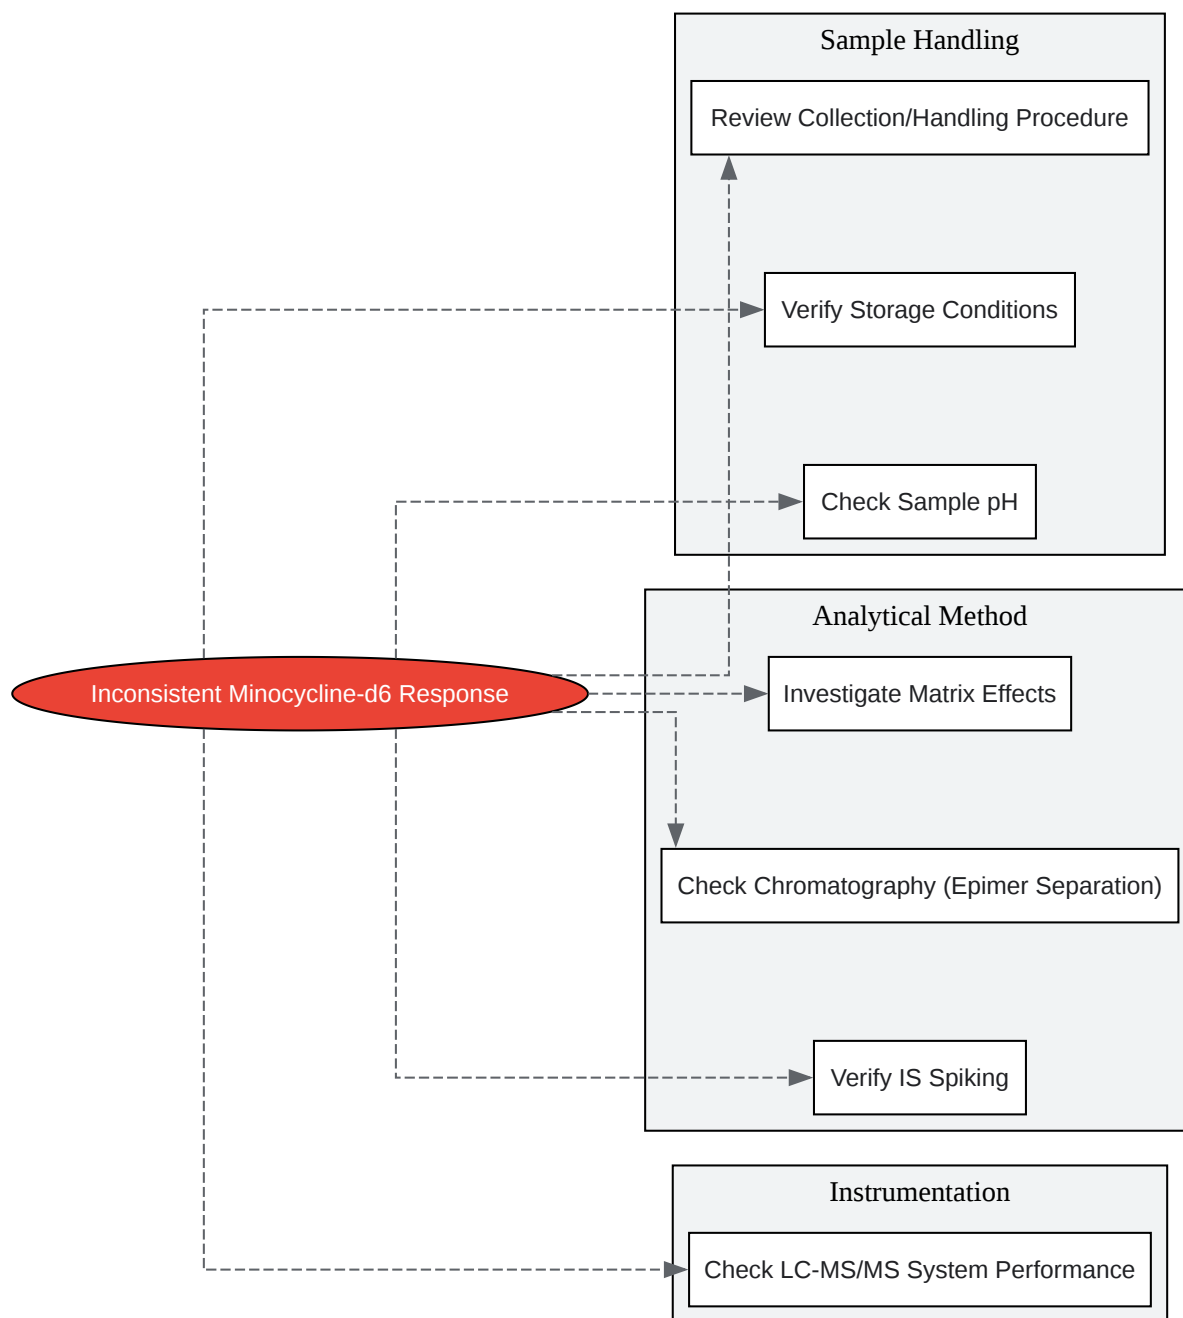 Sample Handling
Review Collection/Handling Procedure
Verify Storage Conditions
Check Sample pH
Analytical Method
Inconsistent Minocycline-d6 Response
Investigate Matrix Effects
Check Chromatography (Epimer Separation)
Verify IS Spiking
Instrumentation
Check LC-MS/MS System Performance